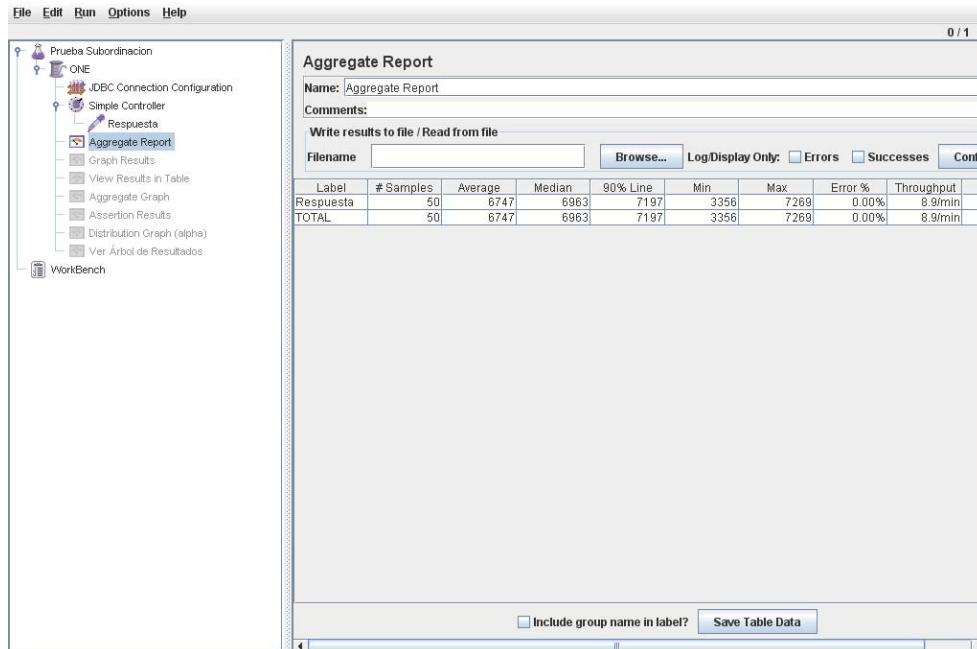 File Edit Run Options Help
0 / 1
Prueba Subordinacion
ONE
JDBC Connection Configuration
Simple Controller
Respuesta
Aggregate Report
Graph Results
View Results in Table
Aggregate Graph
Assertion Results
Distribution Graph (alpha)
Ver Árbol de Resultados
WorkBench
Aggregate Report
Name: Aggregate Report
Comments:
Write results to file / Read from file
Filename Browse... Log/Display Only: Errors Successes Conf
Label # Samples Average Median 90% Line Min Max Error % Throughput
Respuesta 50 6747 6963 7197 3356 7269 0.00% 8.9/min
TOTAL 50 6747 6963 7197 3356 7269 0.00% 8.9/min
Include group name in label? Save Table Data